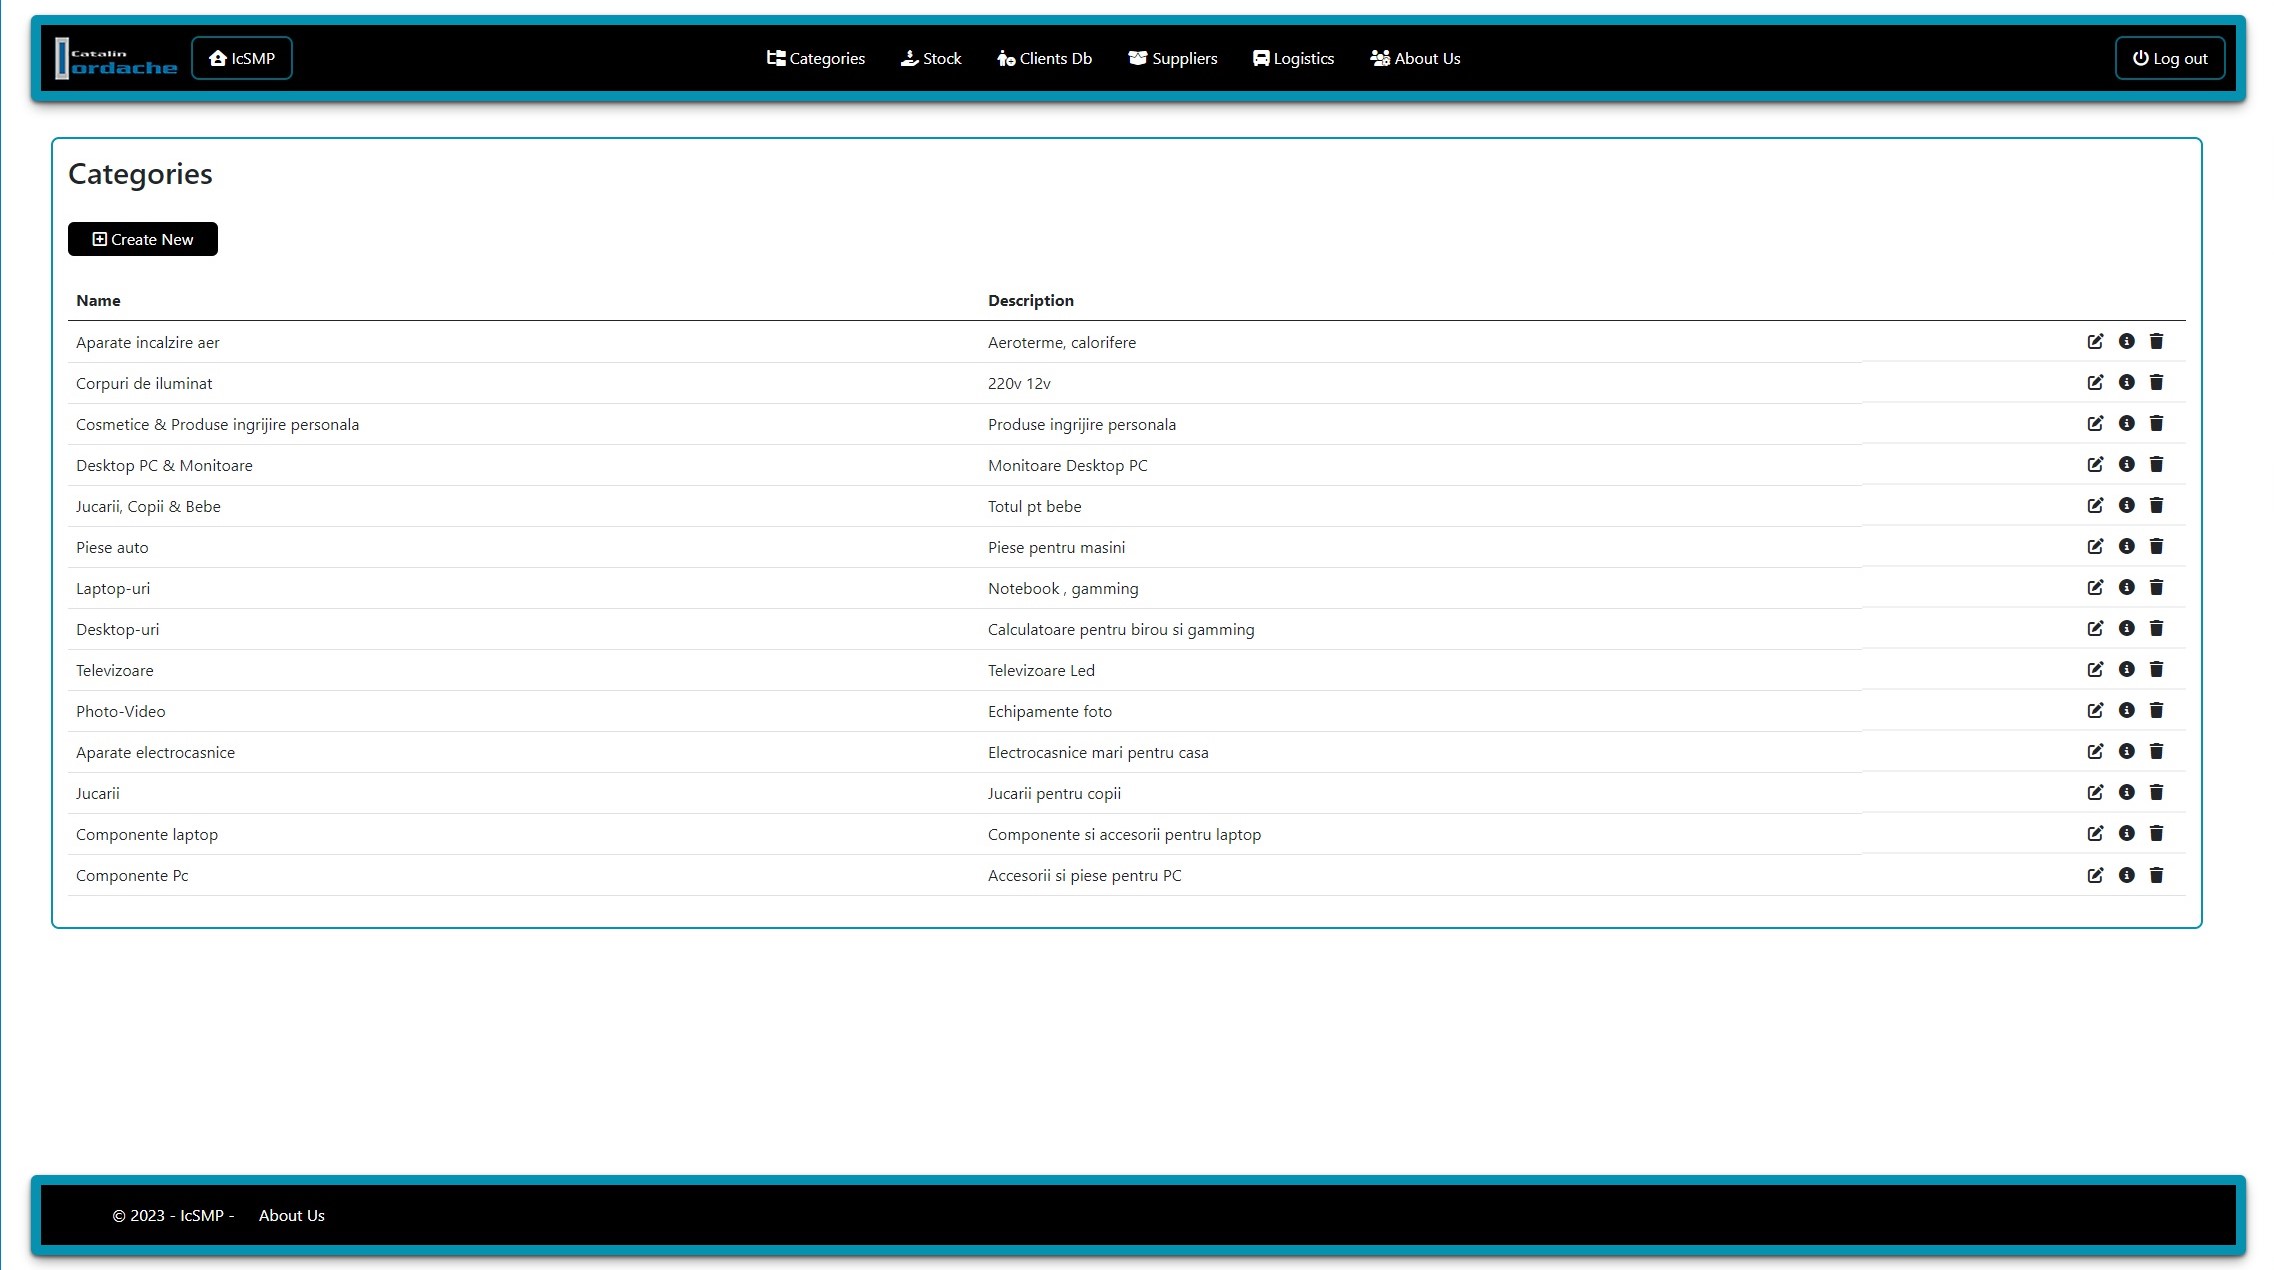 Catalin
Iordache
IcSMP
Categories
Stock
Clients Db
Suppliers
Logistics
About Us
Log out
Categories
Create New
Name Description
Aparate incalzire aer Aeroterme, calorifere
Corpuri de iluminat 220v 12v
Cosmetice & Produse ingrijire personala Produse ingrijire personala
Desktop PC & Monitoare Monitoare Desktop PC
Jucarii, Copii & Bebe Totul pt bebe
Piese auto Piese pentru masini
Laptop-uri Notebook , gamming
Desktop-uri Calculatoare pentru birou si gamming
Televizoare Televizoare Led
Photo-Video Echipamente foto
Aparate electrocasnice Electrocasnice mari pentru casa
Jucarii Jucarii pentru copii
Componente laptop Componente si accesorii pentru laptop
Componente Pc Accesorii si piese pentru PC
© 2023 - IcSMP - About Us